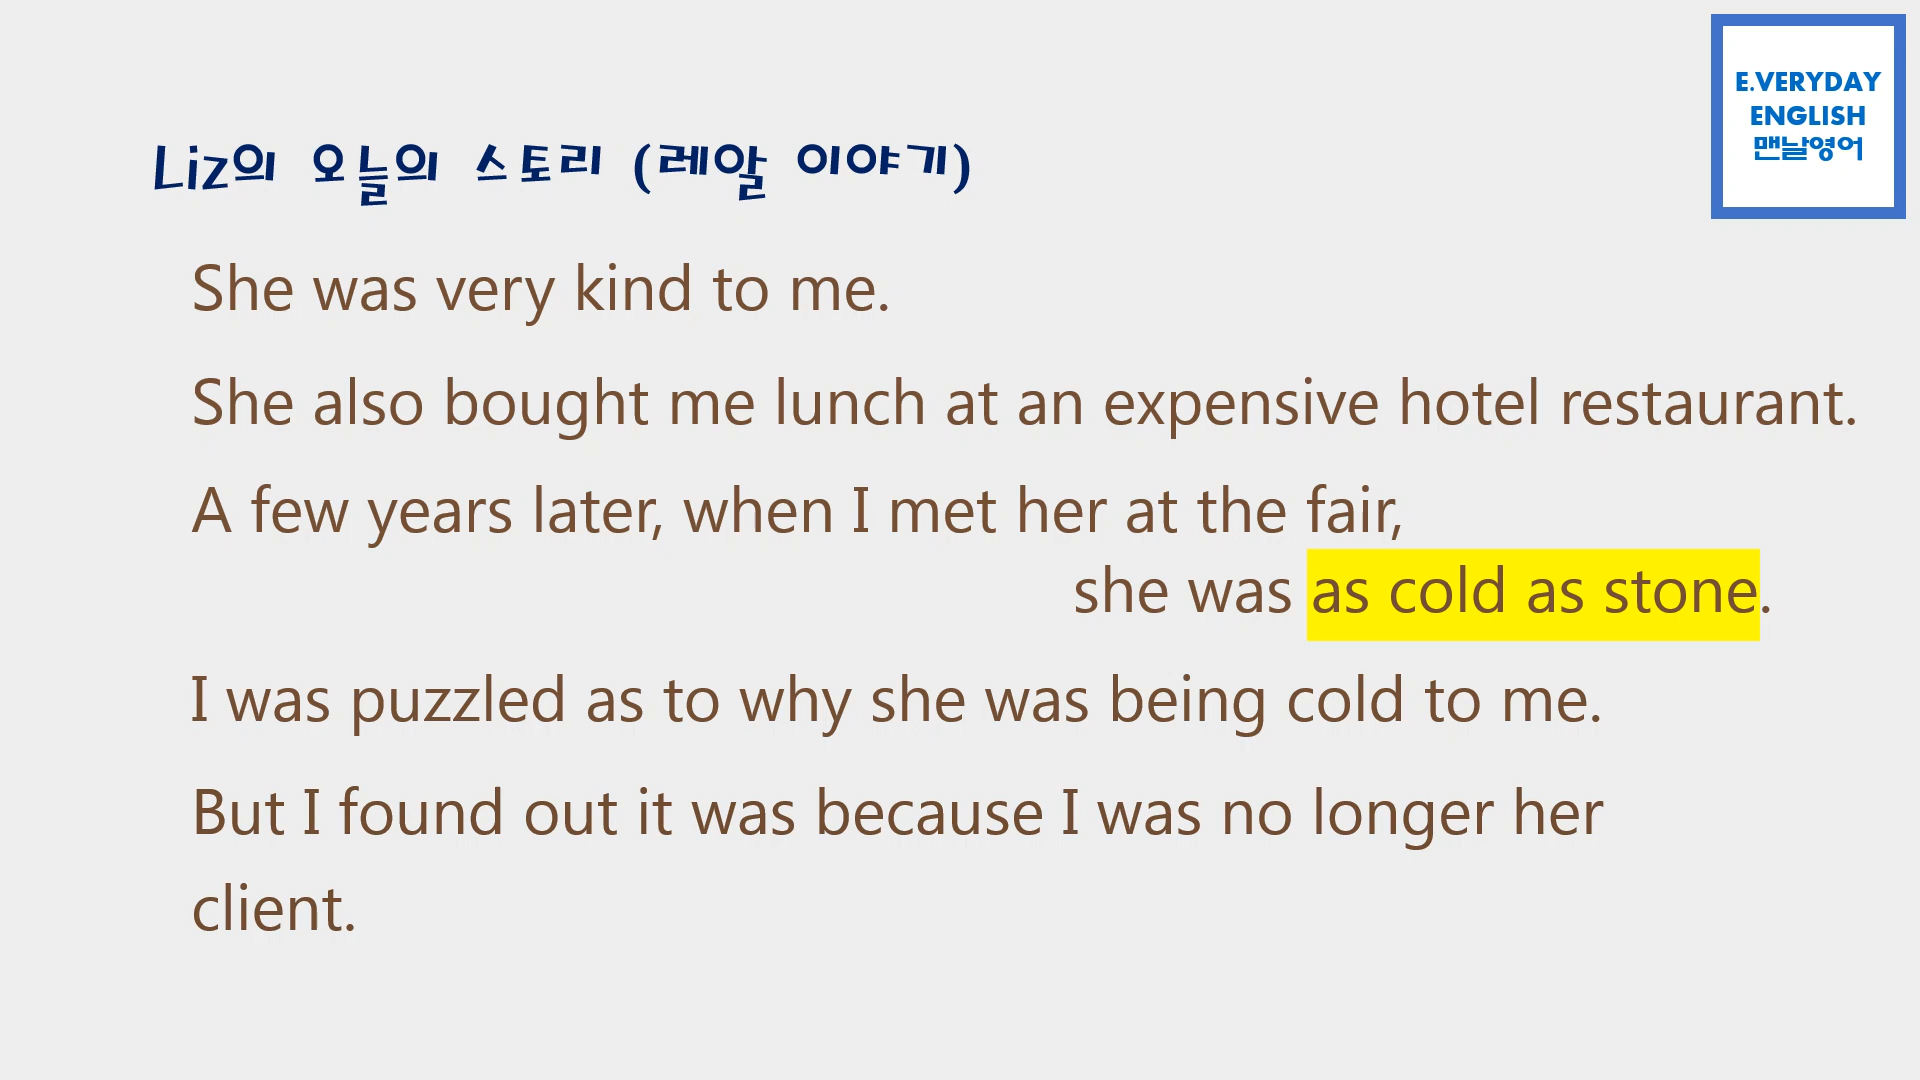 E.VERYDAY
ENGLISH
맨날영어
Liz의 오늘의 스토리 (레알 이야기)
She was very kind to me.
She also bought me lunch at an expensive hotel restaurant.
A few years later, when I met her at the fair,
she was as cold as stone.
I was puzzled as to why she was being cold to me.
But I found out it was because I was no longer her
client.